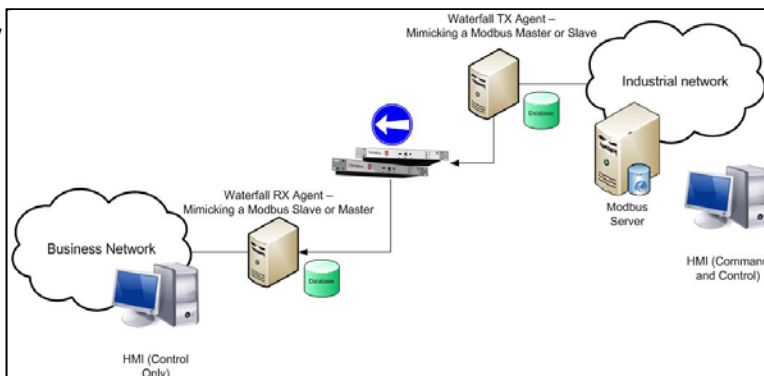 Waterfall TX Agent –
Mimicking a Modbus Master or Slave
Industrial network
Database
Waterfall RX Agent –
Mimicking a Modbus Slave or Master
Modbus
Server
Business Network
HMI (Command
and Control)
Database
HMI (Control
Only)